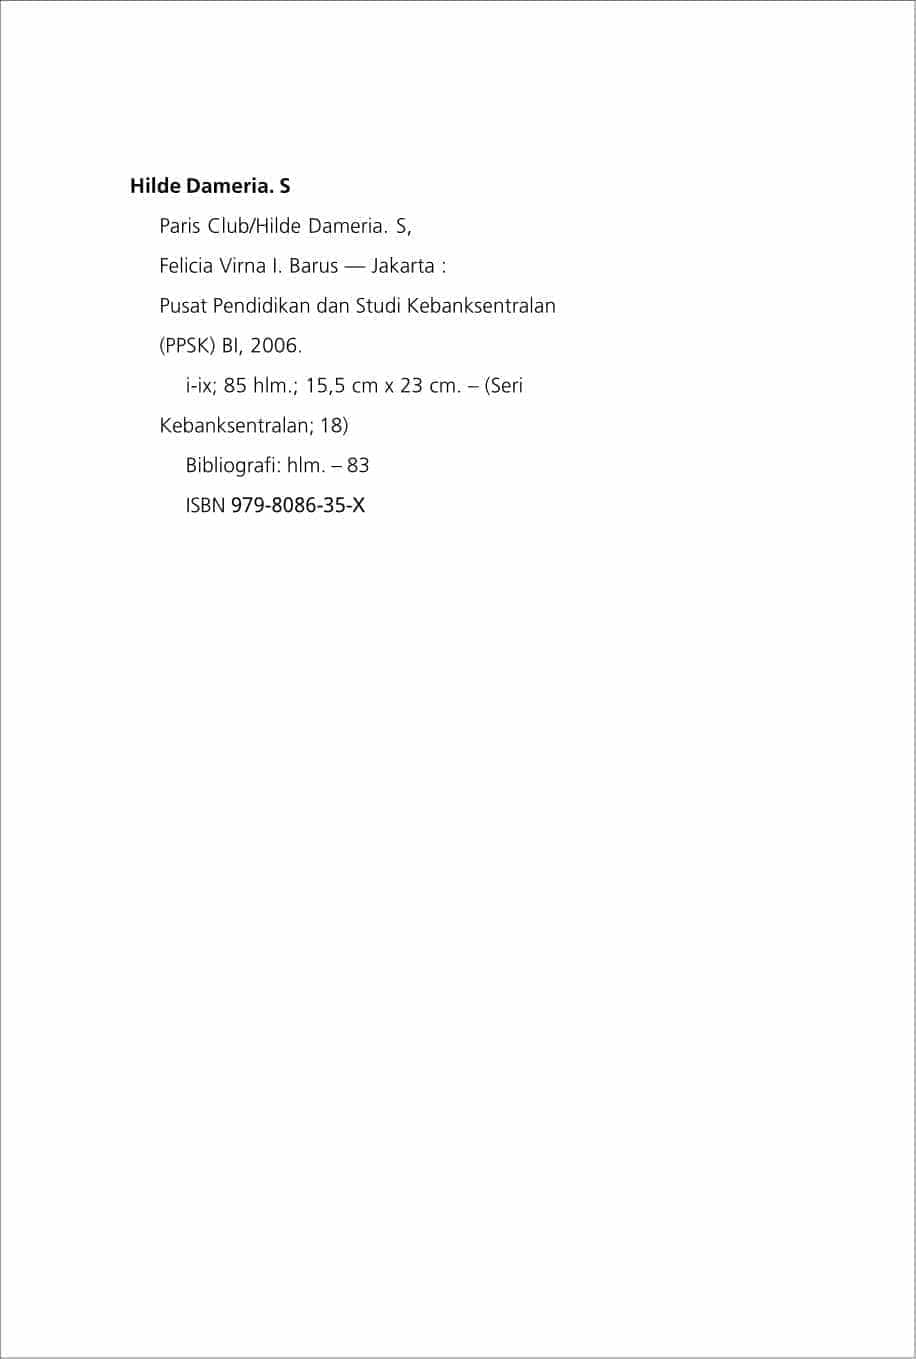 Hilde Dameria. S
Paris Club/Hilde Dameria. S,
Felicia Virna I. Barus — Jakarta :
Pusat Pendidikan dan Studi Kebanksentralan
(PPSK) BI, 2006.
i-ix; 85 hlm.; 15,5 cm x 23 cm. – (Seri
Kebanksentralan; 18)
Bibliografi: hlm. – 83
ISBN 979-8086-35-X